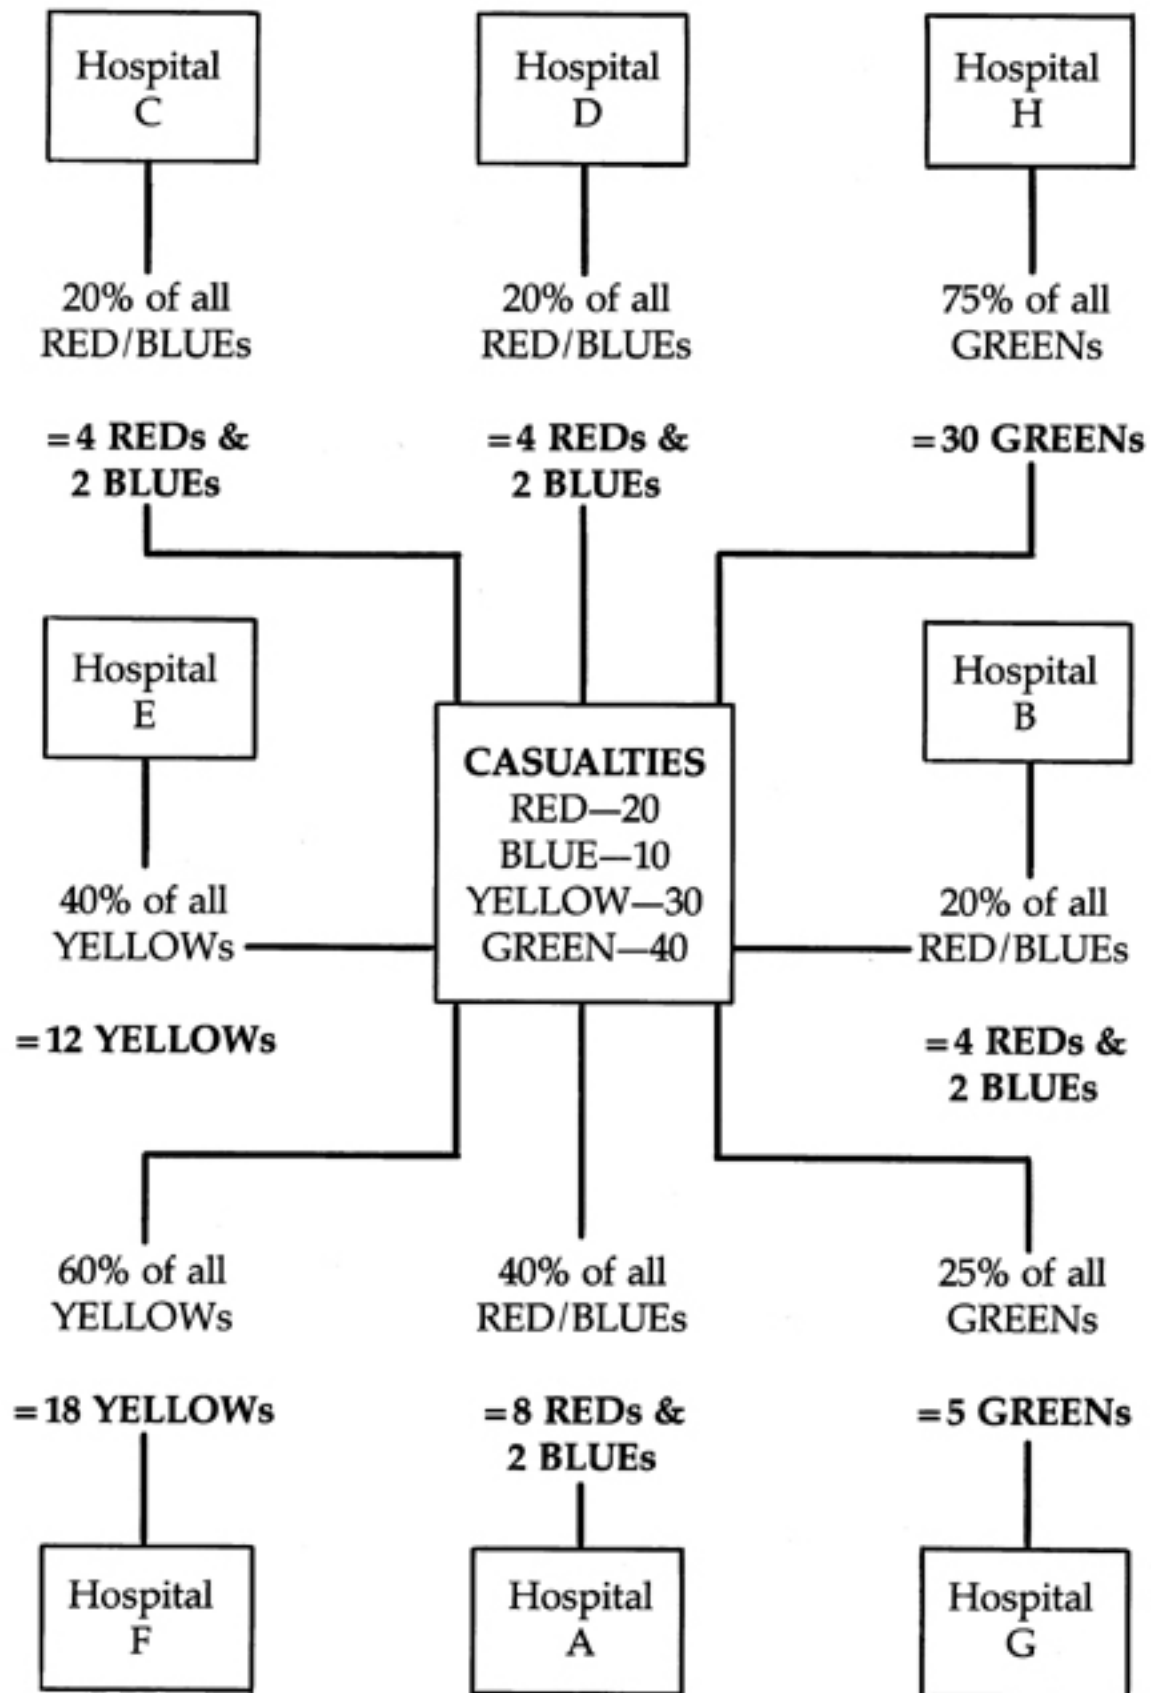 Hospital
C
20% of all
RED/BLUEs
=4 REDs &
2 BLUEs
Hospital
D
20% of all
RED/BLUEs
=4 REDs &
2 BLUEs
Hospital
H
75% of all
GREENs
=30 GREENs
Hospital
E
40% of all
YELLOWs
=12 YELLOWs
CASUALTIES
RED—20
BLUE—10
YELLOW—30
GREEN—40
Hospital
B
20% of all
RED/BLUEs
=4 REDs &
2 BLUEs
60% of all
YELLOWs
=18 YELLOWs
Hospital
F
40% of all
RED/BLUEs
=8 REDs &
2 BLUEs
Hospital
A
25% of all
GREENs
=5 GREENs
Hospital
G